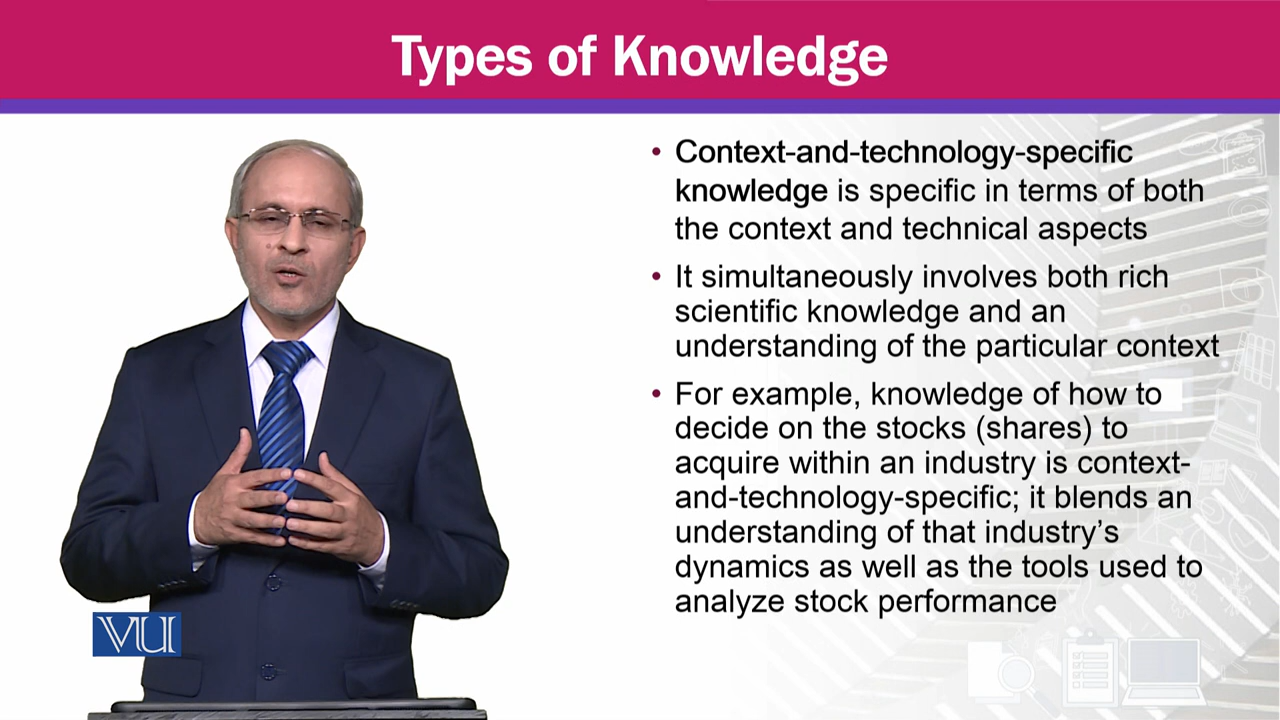 Types of Knowledge
• Context-and-technology-specific
knowledge is specific in terms of both
the context and technical aspects
• It simultaneously involves both rich
scientific knowledge and an
understanding of the particular context
• For example, knowledge of how to
decide on the stocks (shares) to
acquire within an industry is context-
and-technology-specific; it blends an
understanding of that industry’s
dynamics as well as the tools used to
analyze stock performance
VU